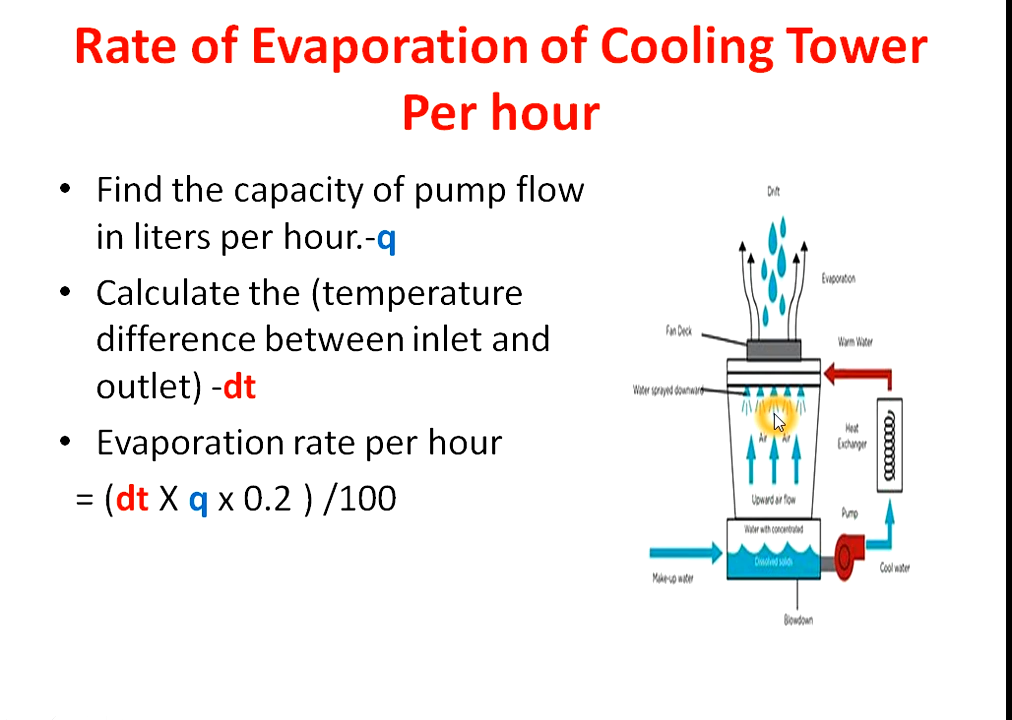 Rate of Evaporation of Cooling Tower
Per hour
• Find the capacity of pump flow
in liters per hour.-q
• Calculate the (temperature
difference between inlet and
outlet) -dt
• Evaporation rate per hour
= (dt X q x 0.2 ) /100
Drift
Evaporation
Fan Deck
Warm Water
Water sprayed downward
Air Air
Heat
Exchanger
Upward air flow
Pump
Water with concentrated
Dissolved solids
Cool water
Make-up water
Blowdown